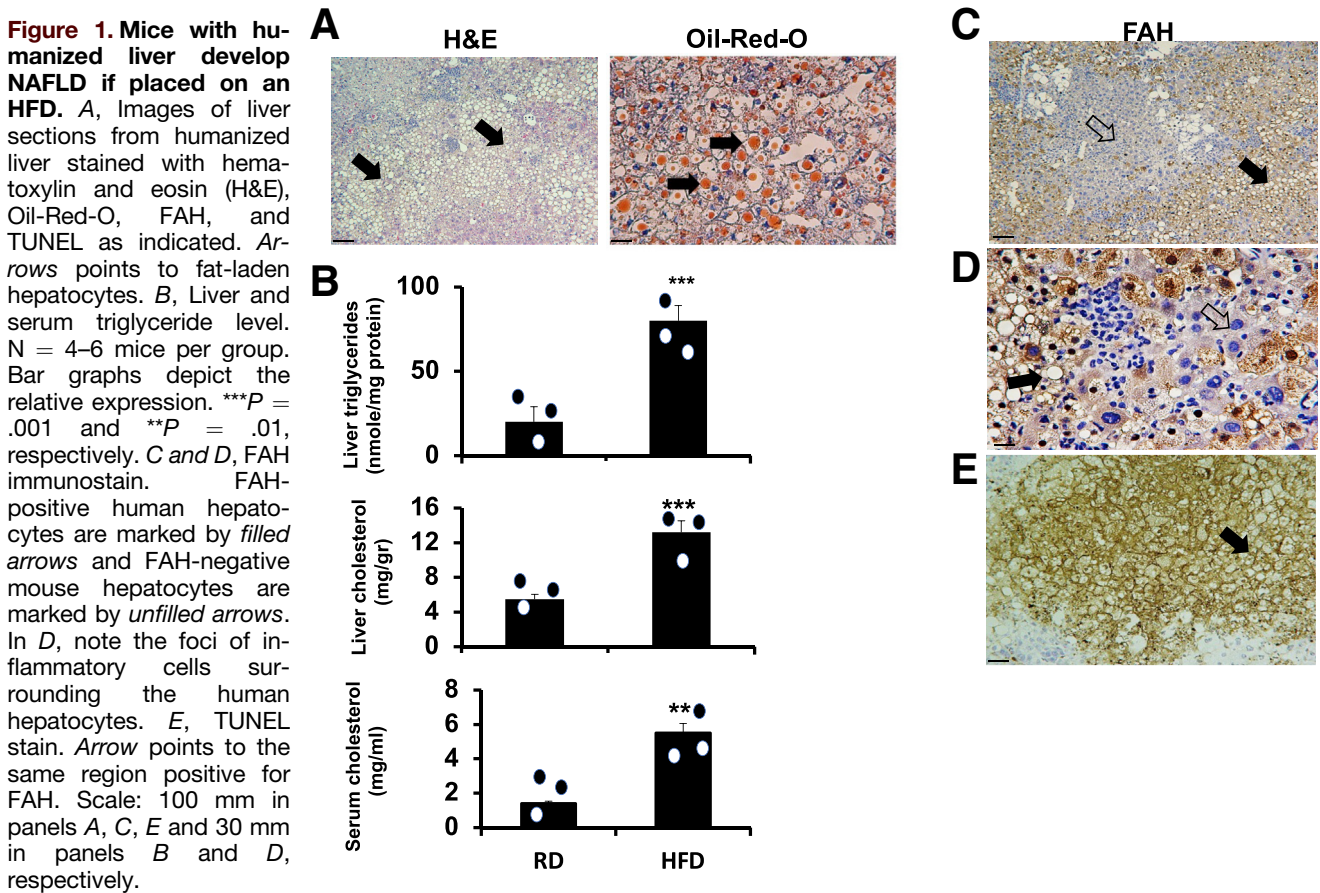 Figure 1. Mice with hu-
manized liver develop
NAFLD if placed on an
HFD. A, Images of liver
sections from humanized
liver stained with hema-
toxylin and eosin (H&E),
Oil-Red-O, FAH, and
TUNEL as indicated. Ar-
rows points to fat-laden
hepatocytes. B, Liver and
serum triglyceride level.
N = 4–6 mice per group.
Bar graphs depict the
relative expression. ***P =
.001 and **P = .01,
respectively. C and D, FAH
immunostain. FAH-
positive human hepato-
cytes are marked by filled
arrows and FAH-negative
mouse hepatocytes are
marked by unfilled arrows.
In D, note the foci of in-
flammatory cells sur-
rounding the human
hepatocytes. E, TUNEL
stain. Arrow points to the
same region positive for
FAH. Scale: 100 mm in
panels A, C, E and 30 mm
in panels B and D,
respectively.
A
H&E
Oil-Red-O
B
Liver triglycerides
(nmole/mg protein)
100
50
0
***
Liver cholesterol
(mg/gr)
16
12
8
4
0
***
Serum cholesterol
(mg/ml)
8
6
4
2
0
**
RD
HFD
C
FAH
D
E